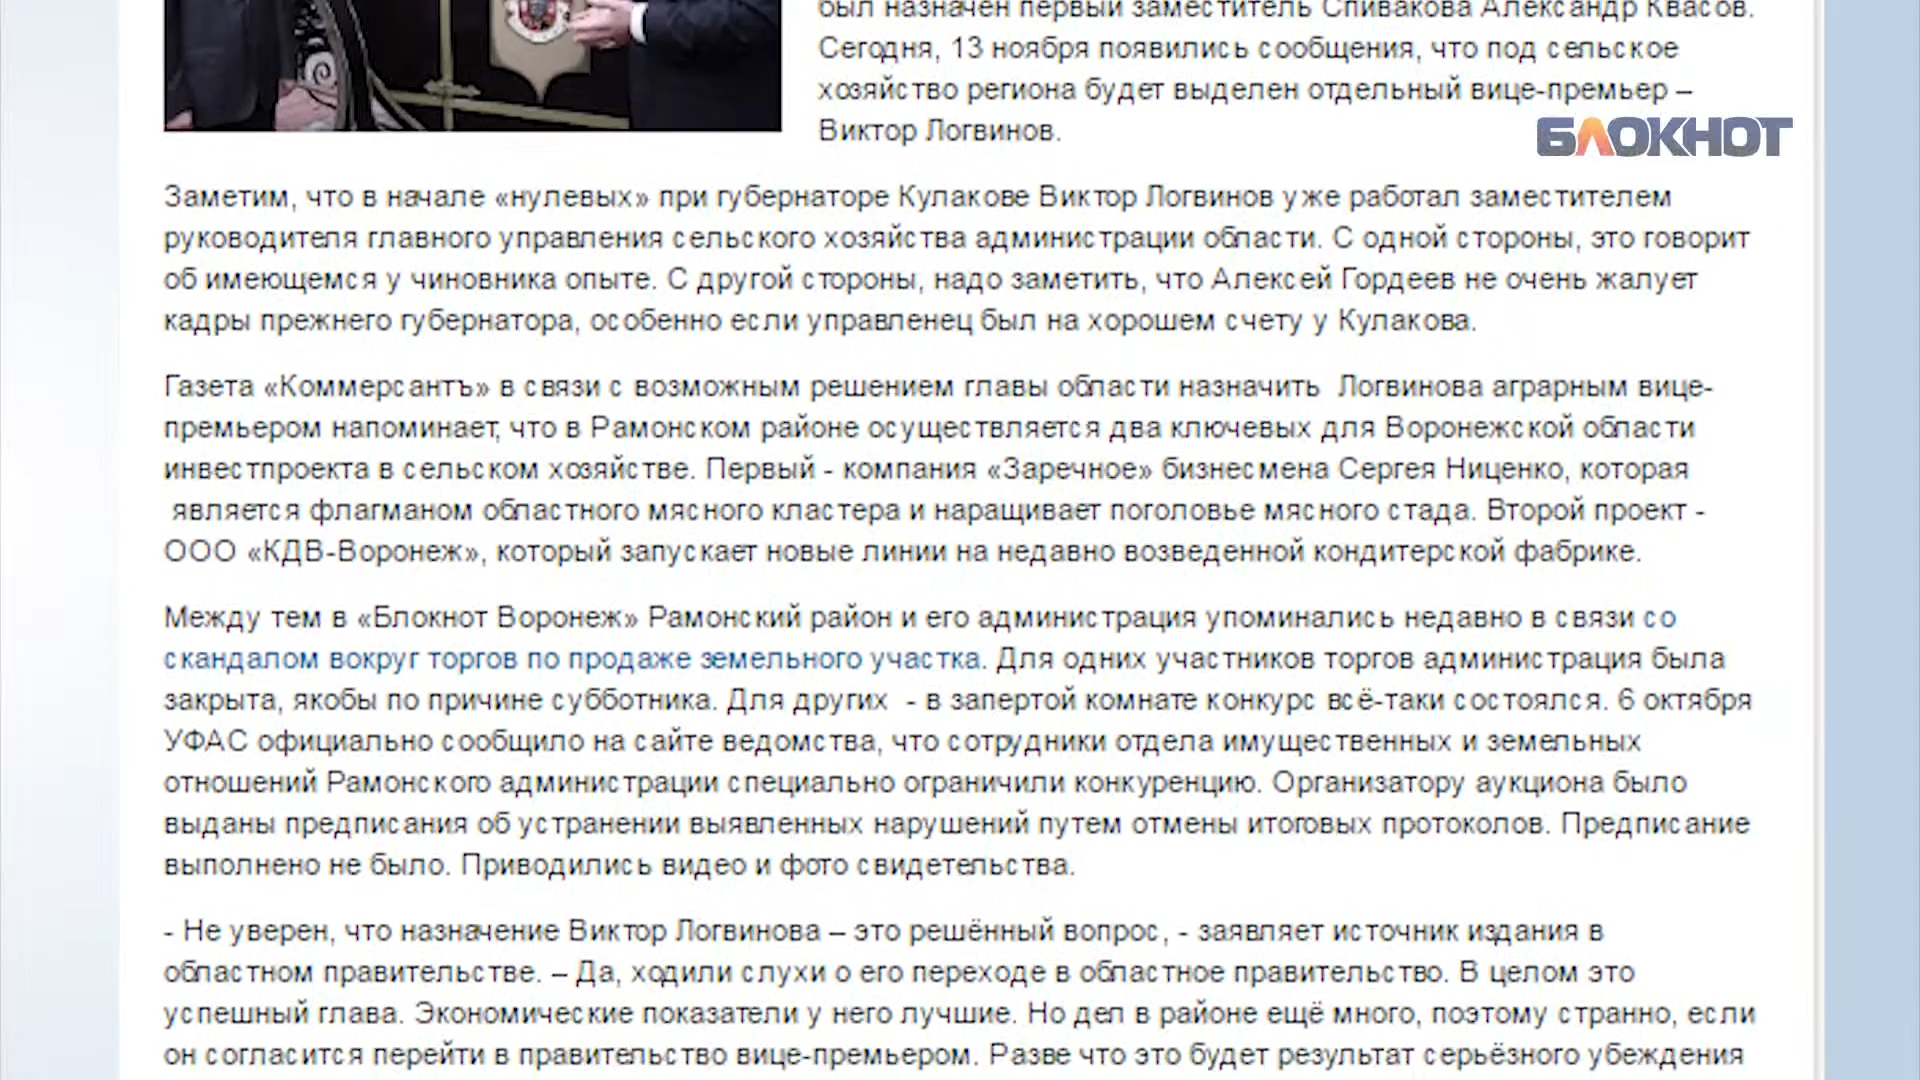 был назначен первый заместитель Спивакова Александр Квасов.
Сегодня, 13 ноября появились сообщения, что под сельское
хозяйство региона будет выделен отдельный вице-премьер –
Виктор Логвинов.
БЛОКНОТ
Заметим, что в начале «нулевых» при губернаторе Кулакове Виктор Логвинов уже работал заместителем
руководителя главного управления сельского хозяйства администрации области. С одной стороны, это говорит
об имеющемся у чиновника опыте. С другой стороны, надо заметить, что Алексей Гордеев не очень жалует
кадры прежнего губернатора, особенно если управленец был на хорошем счету у Кулакова.
Газета «Коммерсантъ» в связи с возможным решением главы области назначить Логвинова аграрным вице-
премьером напоминает, что в Рамонском районе осуществляется два ключевых для Воронежской области
инвестпроекта в сельском хозяйстве. Первый - компания «Заречное» бизнесмена Сергея Ниценко, которая
является флагманом областного мясного кластера и наращивает поголовье мясного стада. Второй проект -
ООО «КДВ-Воронеж», который запускает новые линии на недавно возведенной кондитерской фабрике.
Между тем в «Блокнот Воронеж» Рамонский район и его администрация упоминались недавно в связи со
скандалом вокруг торгов по продаже земельного участка. Для одних участников торгов администрация была
закрыта, якобы по причине субботника. Для других - в запертой комнате конкурс всё-таки состоялся. 6 октября
УФАС официально сообщило на сайте ведомства, что сотрудники отдела имущественных и земельных
отношений Рамонского администрации специально ограничили конкуренцию. Организатору аукциона было
выданы предписания об устранении выявленных нарушений путем отмены итоговых протоколов. Предписание
выполнено не было. Приводились видео и фото свидетельства.
- Не уверен, что назначение Виктор Логвинова – это решённый вопрос, - заявляет источник издания в
областном правительстве. – Да, ходили слухи о его переходе в областное правительство. В целом это
успешный глава. Экономические показатели у него лучшие. Но дел в районе ещё много, поэтому странно, если
он согласится перейти в правительство вице-премьером. Разве что это будет результат серьёзного убеждения